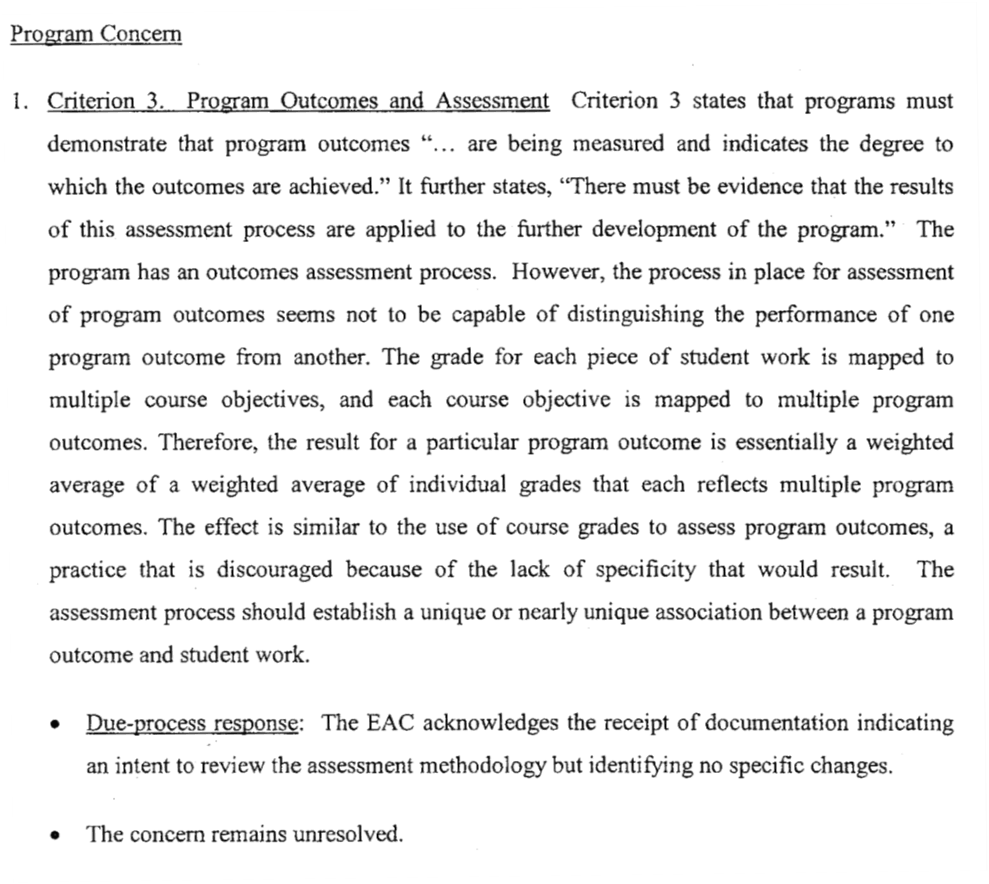 Program Concern
1. Criterion 3. Program Outcomes and Assessment Criterion 3 states that programs must
demonstrate that program outcomes “... are being measured and indicates the degree to
which the outcomes are achieved.” It further states, “There must be evidence that the results
of this assessment process are applied to the further development of the program.” The
program has an outcomes assessment process. However, the process in place for assessment
of program outcomes seems not to be capable of distinguishing the performance of one
program outcome from another. The grade for each piece of student work is mapped to
multiple course objectives, and each course objective is mapped to multiple program
outcomes. Therefore, the result for a particular program outcome is essentially a weighted
average of a weighted average of individual grades that each reflects multiple program
outcomes. The effect is similar to the use of course grades to assess program outcomes, a
practice that is discouraged because of the lack of specificity that would result. The
assessment process should establish a unique or nearly unique association between a program
outcome and student work.
• Due-process response: The EAC acknowledges the receipt of documentation indicating
an intent to review the assessment methodology but identifying no specific changes.
• The concern remains unresolved.